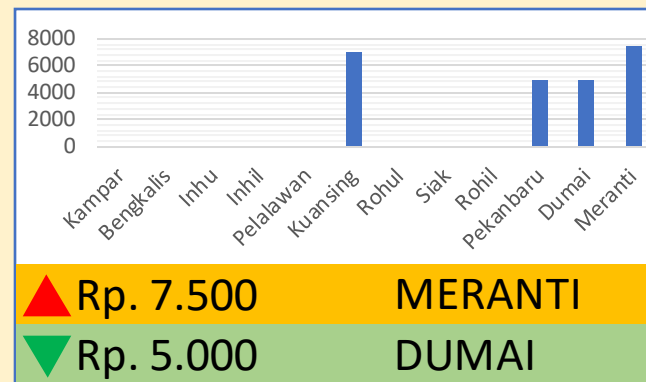 8000
6000
4000
2000
0
Kampar
Bengkalis
Inhu
Inhil
Pelalawan
Kuansing
Rohul
Siak
Rohil
Pekanbaru
Dumai
Meranti
Rp. 7.500 MERANTI
Rp. 5.000 DUMAI